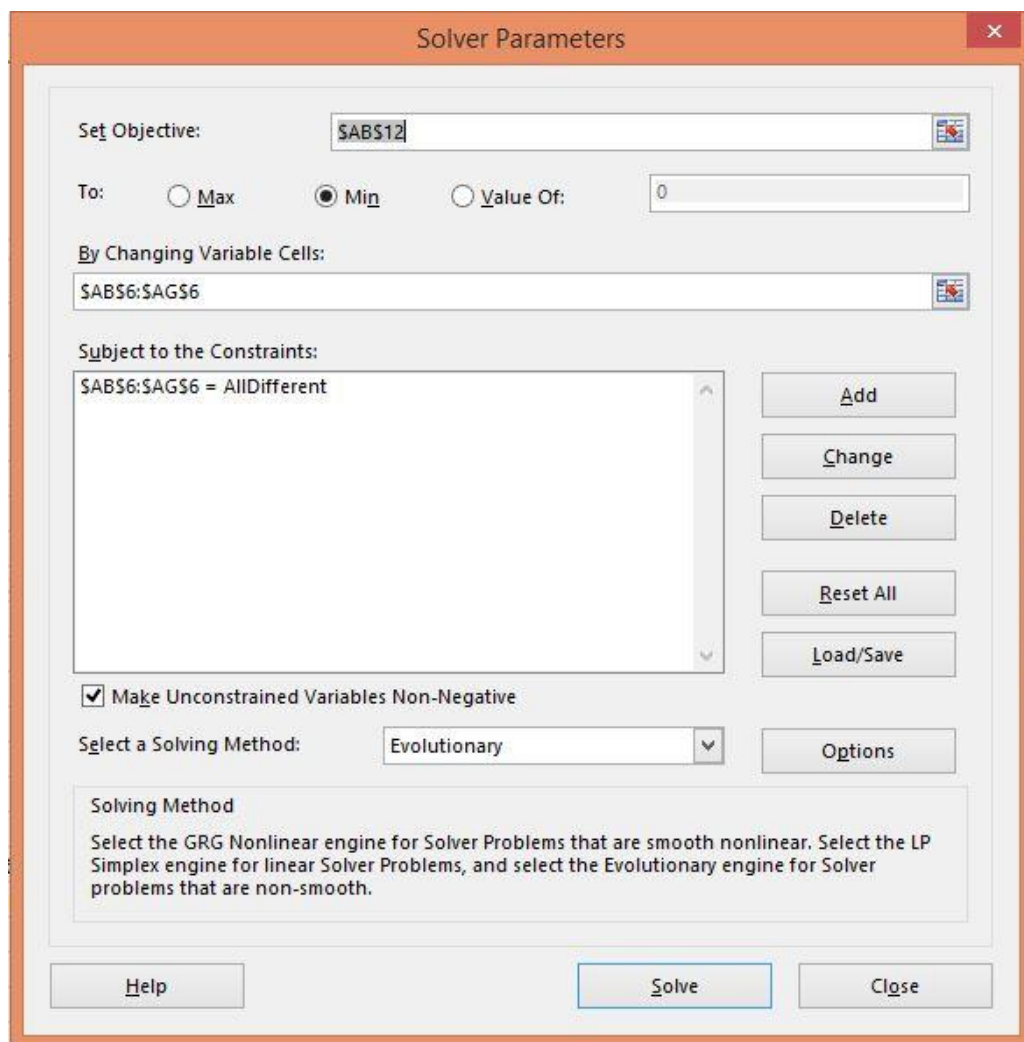 Solver Parameters
Set Objective:
$AB$12
To:
Max
Min
Value Of:
0
By Changing Variable Cells:
$AB$6:$AG$6
Subject to the Constraints:
$AB$6:$AG$6 = AllDifferent
Add
Change
Delete
Reset All
Load/Save
Make Unconstrained Variables Non-Negative
Select a Solving Method:
Evolutionary
Options
Solving Method
Select the GRG Nonlinear engine for Solver Problems that are smooth nonlinear. Select the LP
Simplex engine for linear Solver Problems, and select the Evolutionary engine for Solver
problems that are non-smooth.
Help
Solve
Close